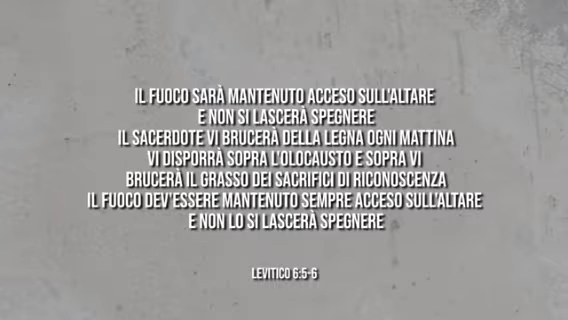 IL FUOCO SARÀ MANTENUTO ACCESO SULL'ALTARE
E NON SI LASCERÀ SPEGNERE
IL SACERDOTE VI BRUCERÀ DELLA LEGNA OGNI MATTINA
VI DISPORRÀ SOPRA L'OLOCAUSTO E SOPRA VI
BRUCERÀ IL GRASSO DEI SACRIFICI DI RICONOSCENZA
IL FUOCO DEV'ESSERE MANTENUTO SEMPRE ACCESO SULL'ALTARE
E NON LO SI LASCERÀ SPEGNERE
LEVITICO 6:5-6